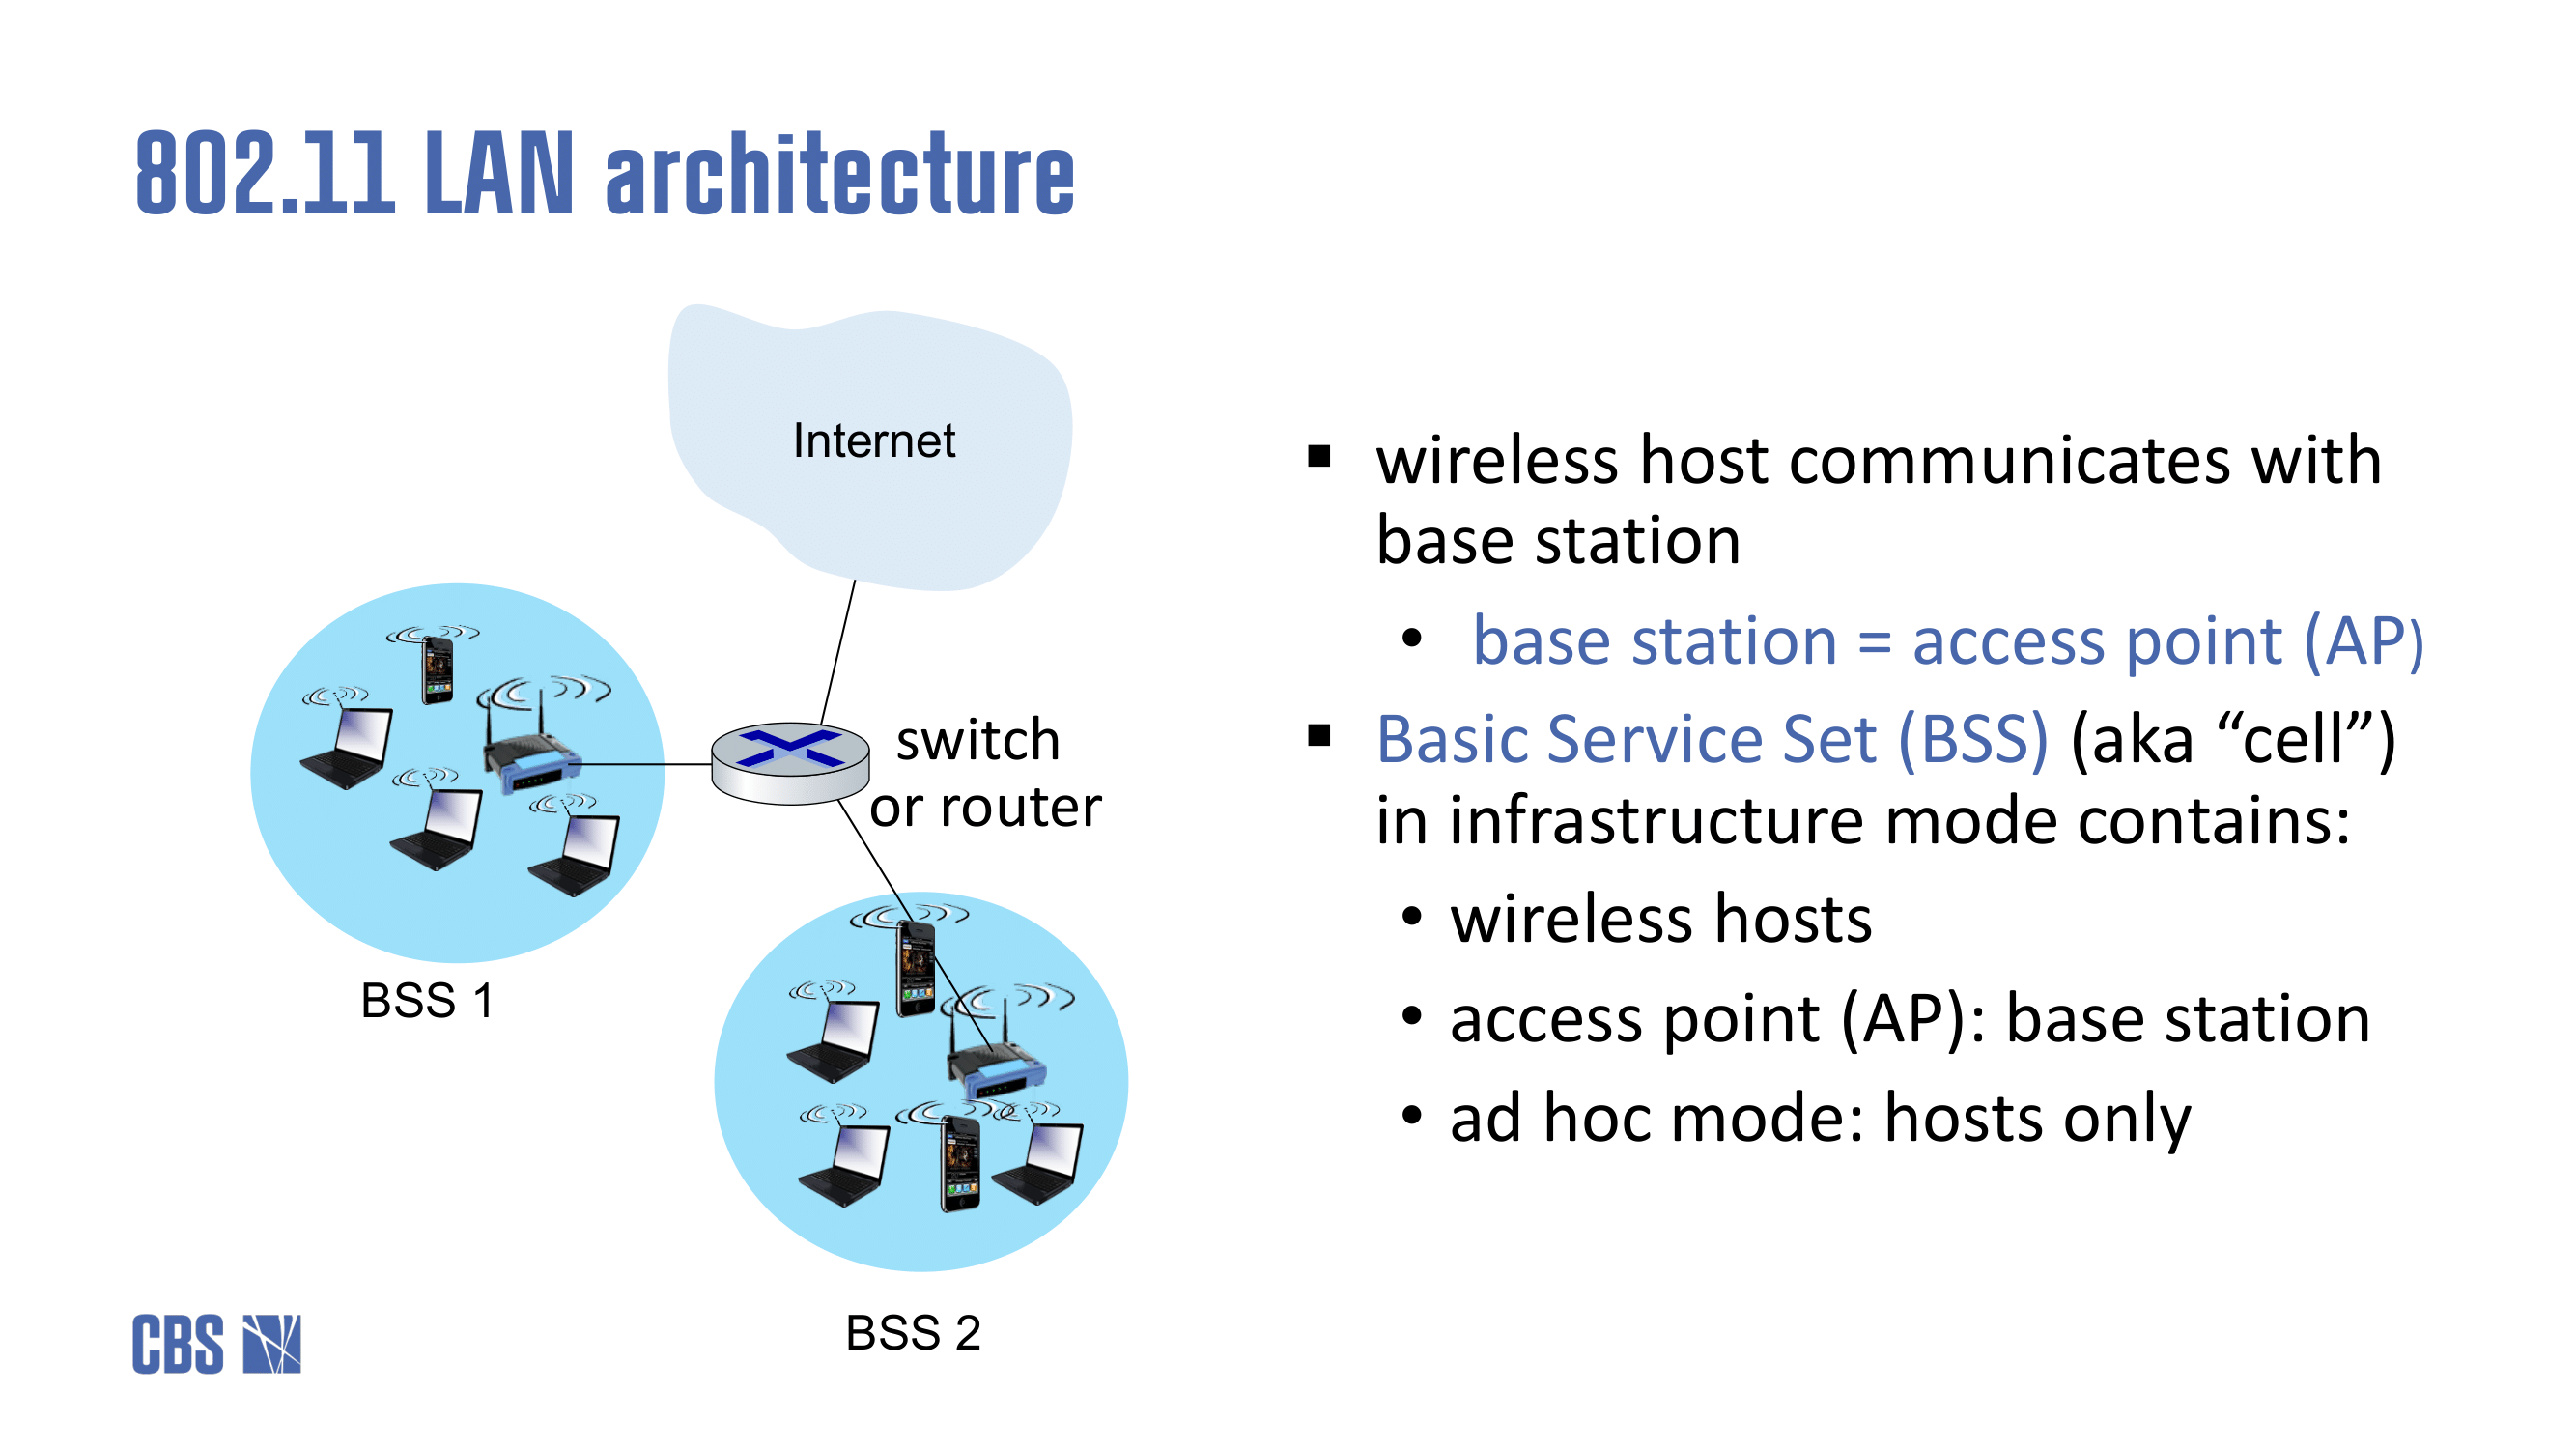 802.11 LAN architecture
Internet
switch
or router
BSS 1
BSS 2
▪ wireless host communicates with
base station
• base station = access point (AP)
▪ Basic Service Set (BSS) (aka “cell”)
in infrastructure mode contains:
• wireless hosts
• access point (AP): base station
• ad hoc mode: hosts only
CBS